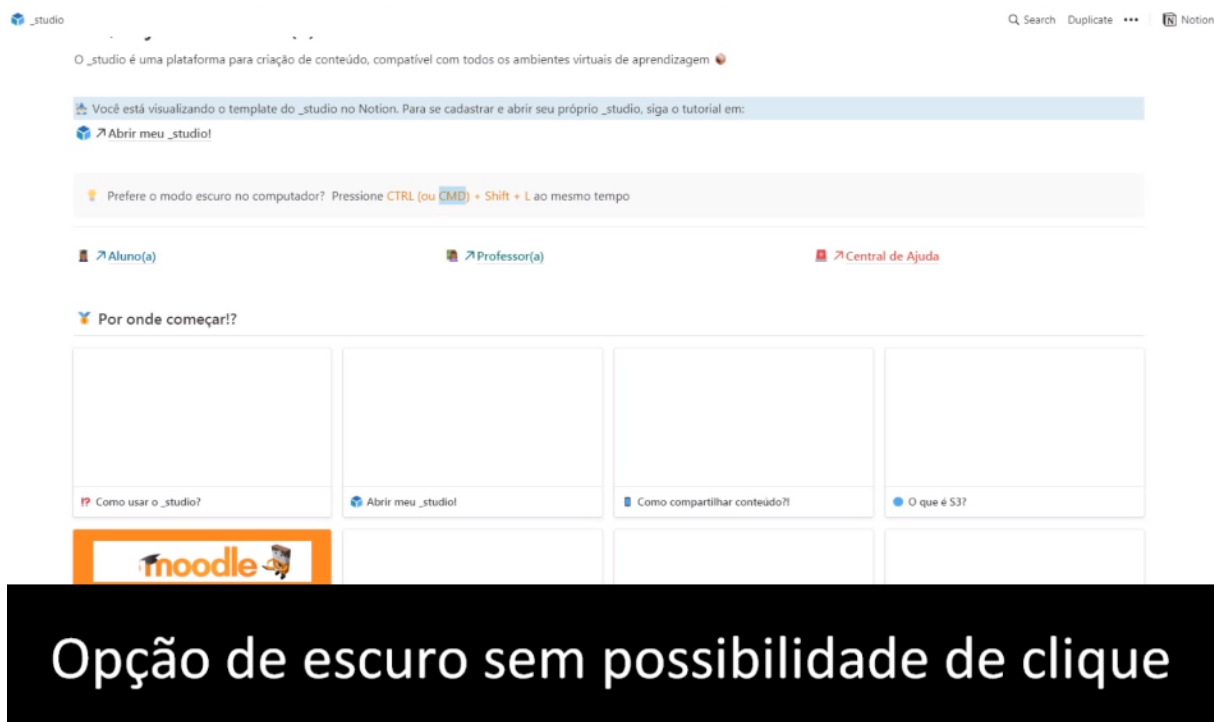 _studio
Search Duplicate ••• Notion
O _studio é uma plataforma para criação de conteúdo, compatível com todos os ambientes virtuais de aprendizagem
Você está visualizando o template do _studio no Notion. Para se cadastrar e abrir seu próprio _studio, siga o tutorial em:
Abrir meu _studio!
Prefere o modo escuro no computador? Pressione CTRL (ou CMD) + Shift + L ao mesmo tempo
Aluno(a) Professor(a) Central de Ajuda
Por onde começar!?
⁉ Como usar o _studio? Abrir meu _studio! Como compartilhar conteúdo?! O que é S3?
moodle
Opção de escuro sem possibilidade de clique